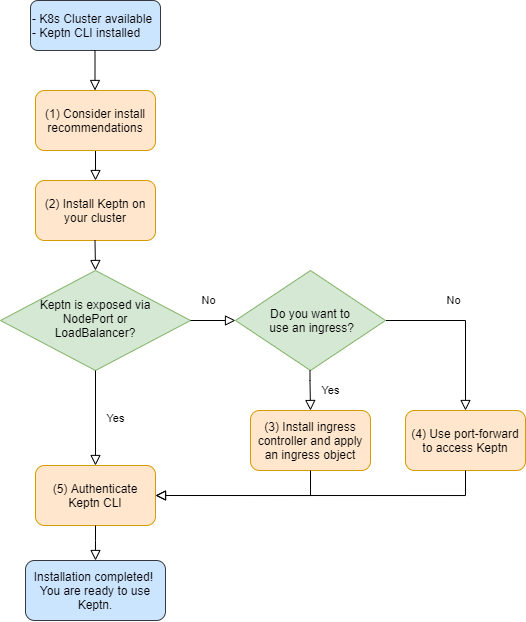 - K8s Cluster available
- Keptn CLI installed
(1) Consider install
recommendations
(2) Install Keptn on
your cluster
Keptn is exposed via
NodePort or
LoadBalancer?
No
Do you want to
use an ingress?
No
Yes
Yes
(3) Install ingress
controller and apply
an ingress object
(4) Use port-forward
to access Keptn
(5) Authenticate
Keptn CLI
Installation completed!
You are ready to use
Keptn.